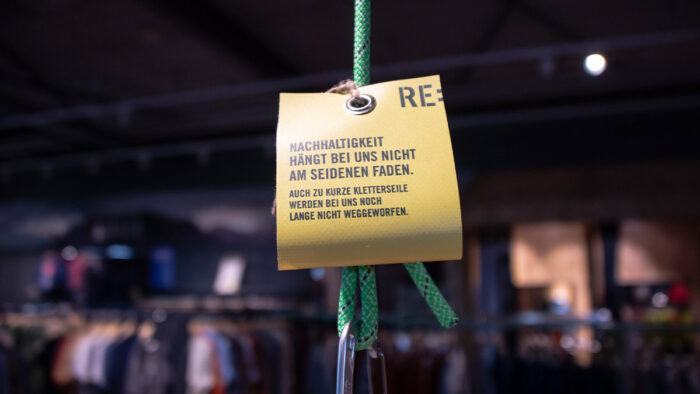 RE:
NACHHALTIGKEIT
HÄNGT BEI UNS NICHT
AM SEIDENEN FADEN.
AUCH ZU KURZE KLETTERSEILE
WERDEN BEI UNS NOCH
LANGE NICHT WEGGEWORFEN.